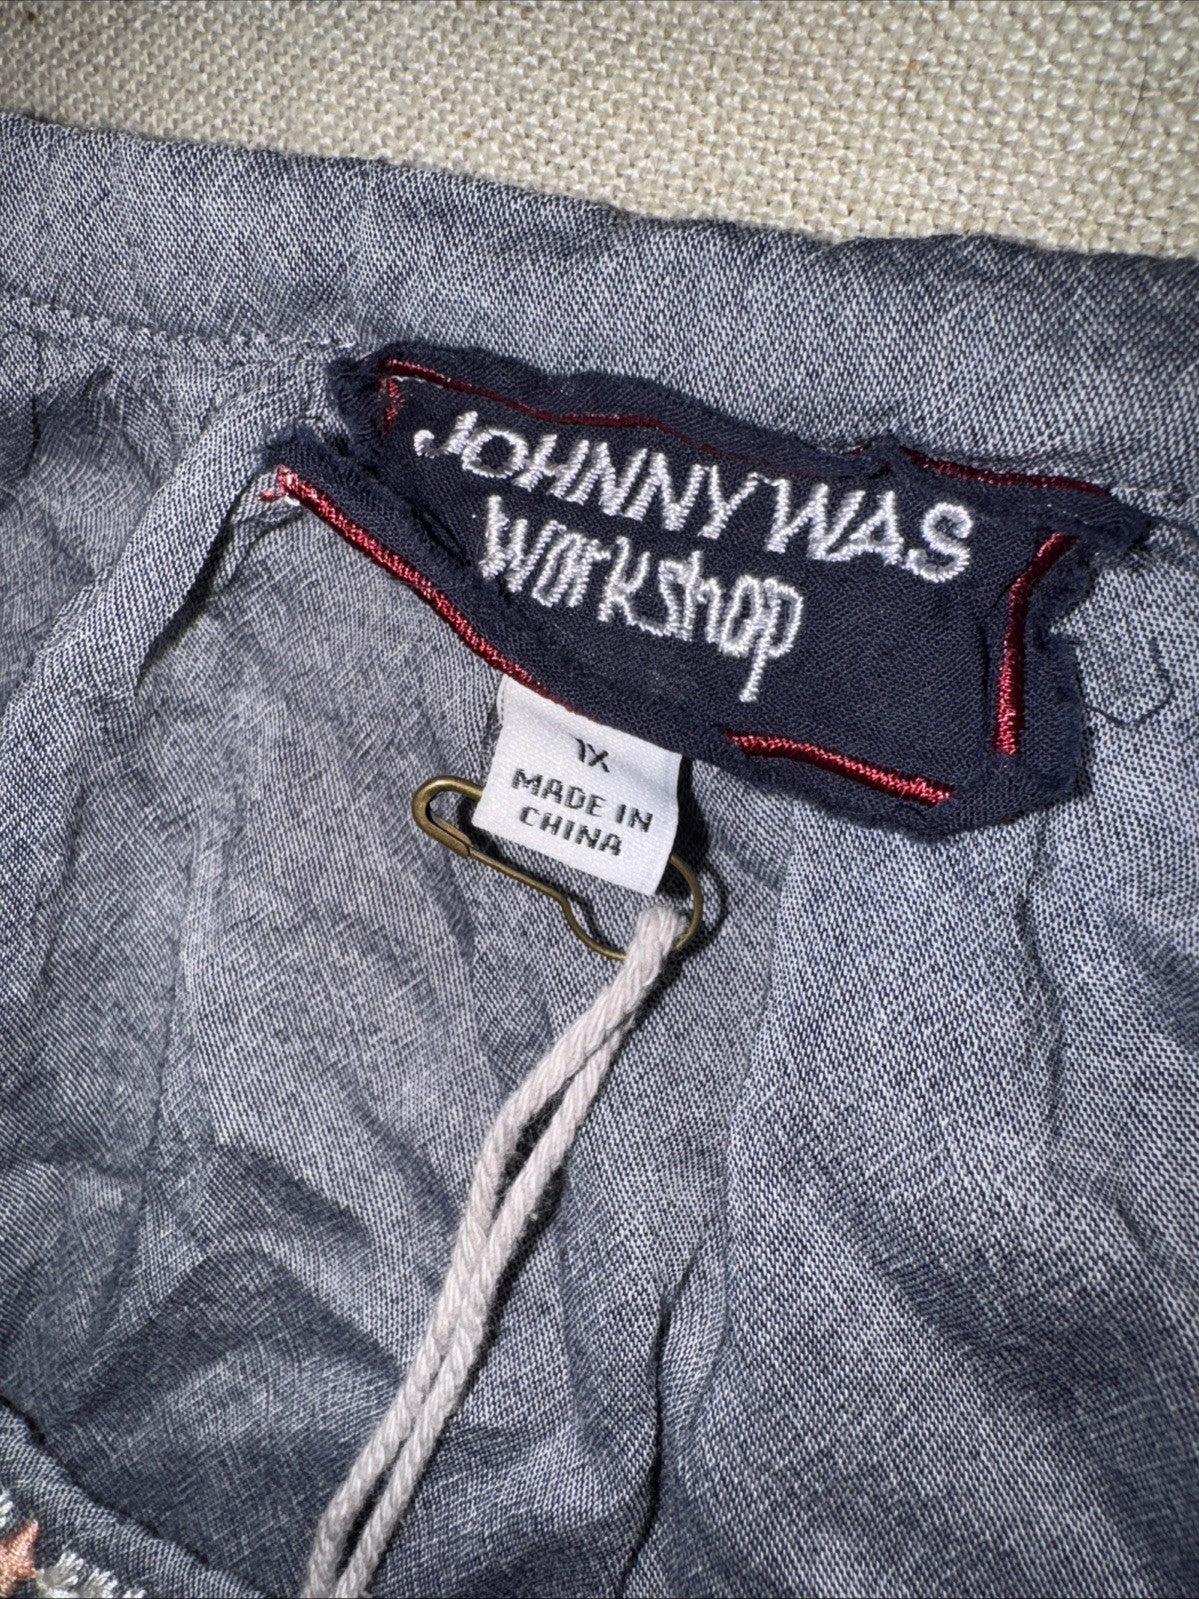 JOHNNY WAS
WORKSHOP
1X
MADE IN
CHINA